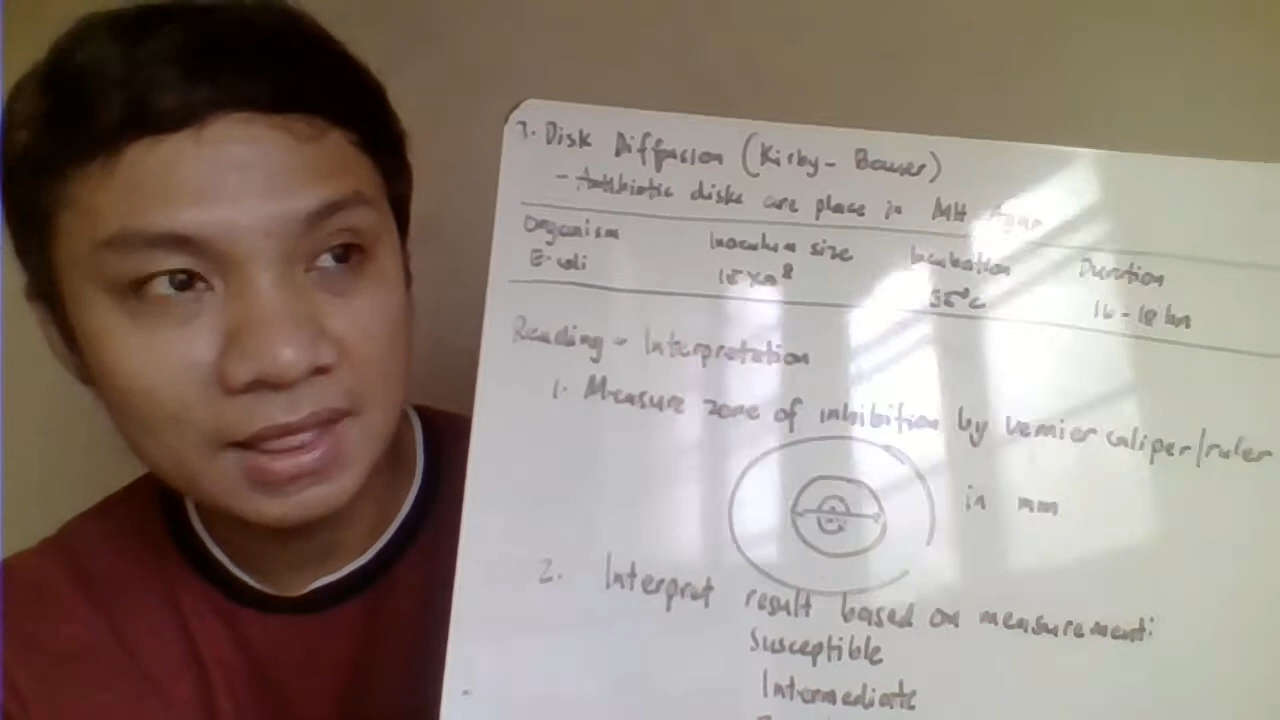 3. Disk Diffusion (Kirby-Bauer)
- Antibiotic disks are place in MH Agar
Organism Inoculum size Incubation Duration
E. coli 35°C 16-18 hrs
Reading - Interpretation
1. Measure zone of inhibition by vernier caliper/ruler
in mm
2. Interpret result based on measurement:
Susceptible
Intermediate